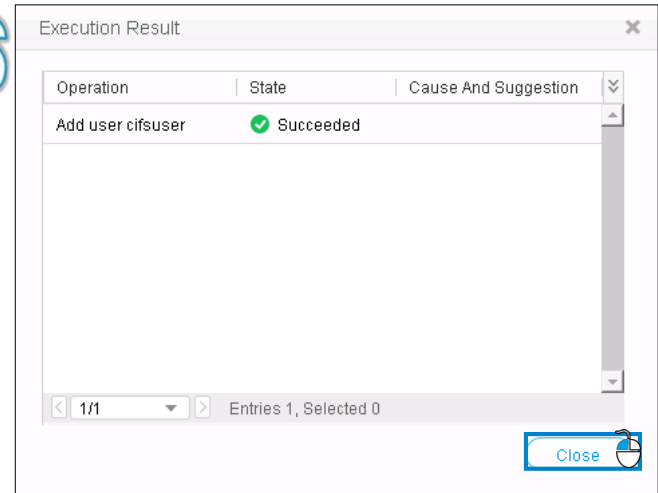 Execution Result
Operation State Cause And Suggestion
Add user cifsuser Succeeded
1/1 Entries 1, Selected 0
Close